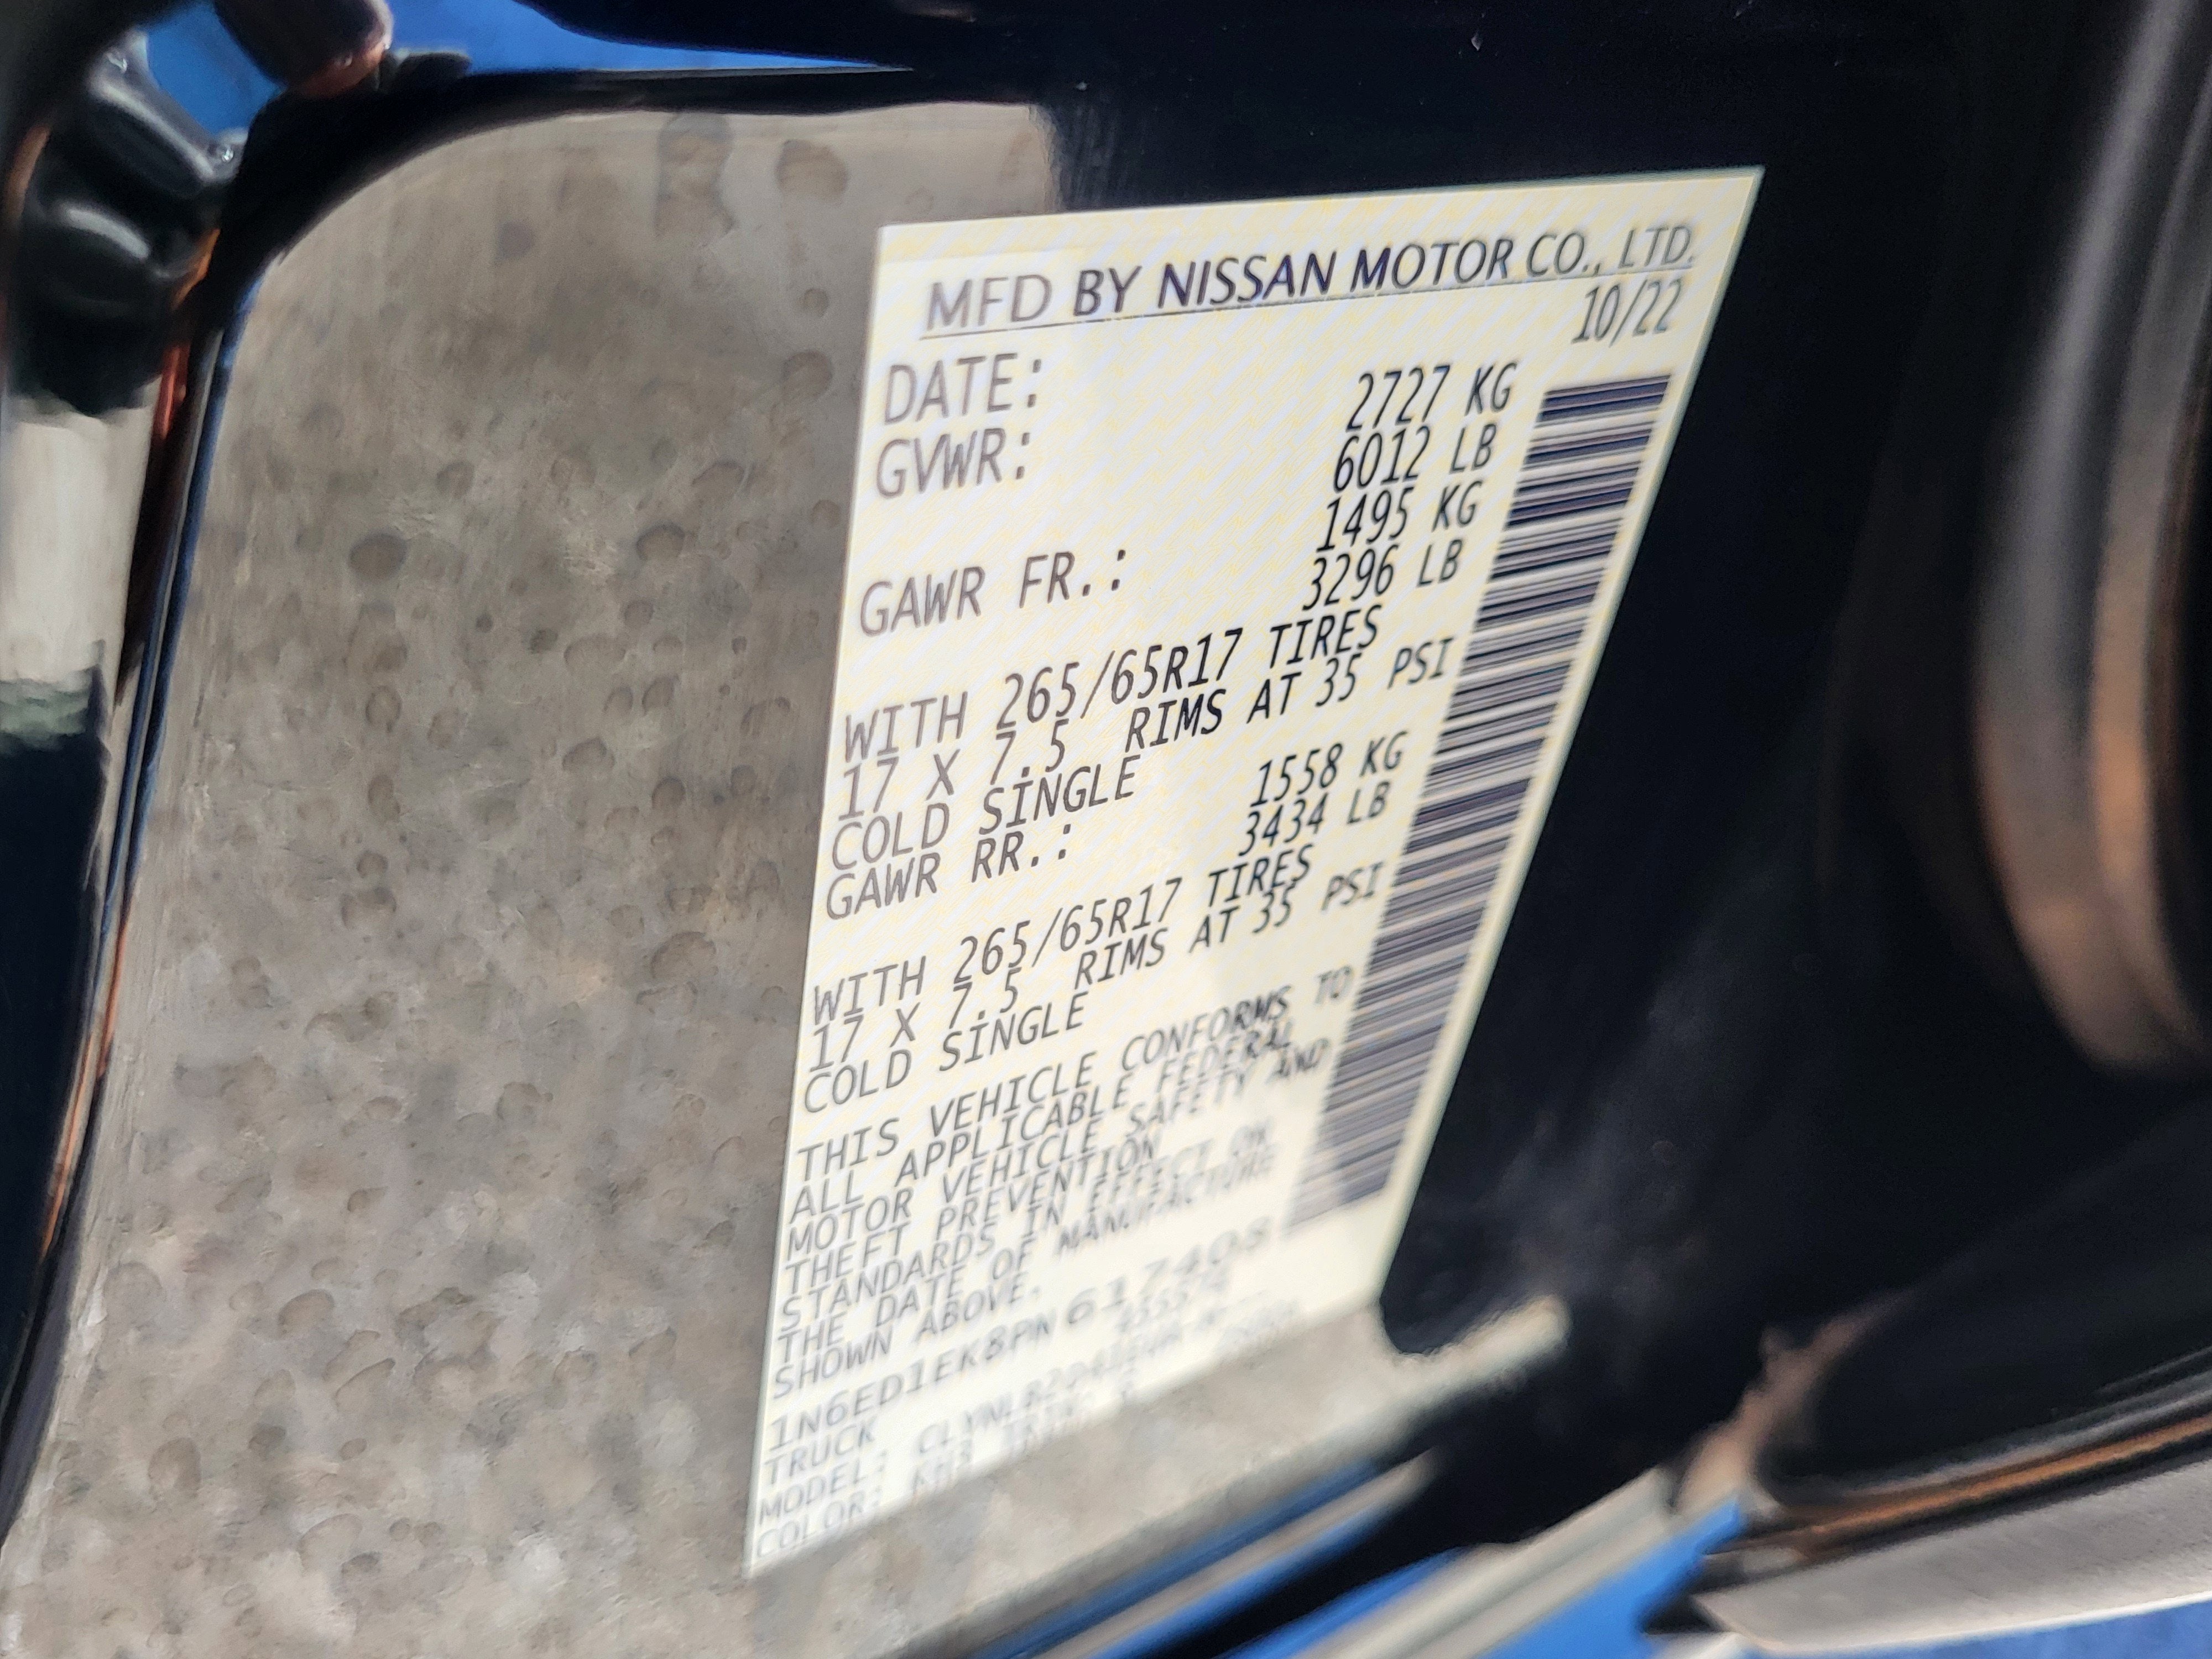 MFD BY NISSAN MOTOR CO., LTD.
DATE: 10/22
GVWR: 2727 KG
6012 LB
GAWR FR.: 1495 KG
3296 LB
WITH 265/65R17 TIRES
17 X 7.5 RIMS AT 35 PSI
COLD SINGLE
GAWR RR.: 1558 KG
3434 LB
WITH 265/65R17 TIRES
17 X 7.5 RIMS AT 35 PSI
COLD SINGLE
THIS VEHICLE CONFORMS TO
ALL APPLICABLE FEDERAL
MOTOR VEHICLE SAFETY AND
THEFT PREVENTION
STANDARDS IN EFFECT ON
THE DATE OF MANUFACTURE
SHOWN ABOVE.
1N6ED1EK8PN617408
TRUCK
MODEL:
COLOR: